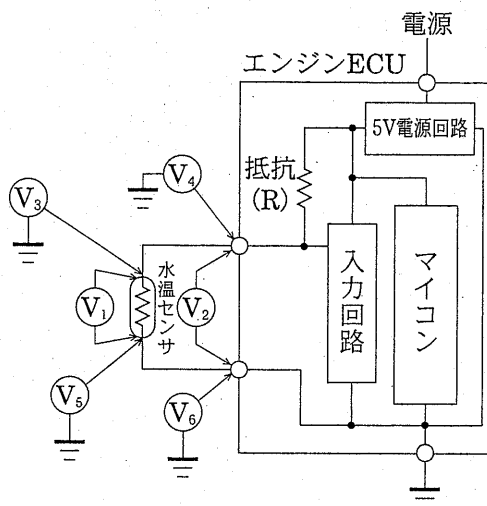 電源
エンジンECU
5V電源回路
抵抗
(R)
V4
V3
水温センサ
V1
V2
入力回路
マイコン
V5
V6